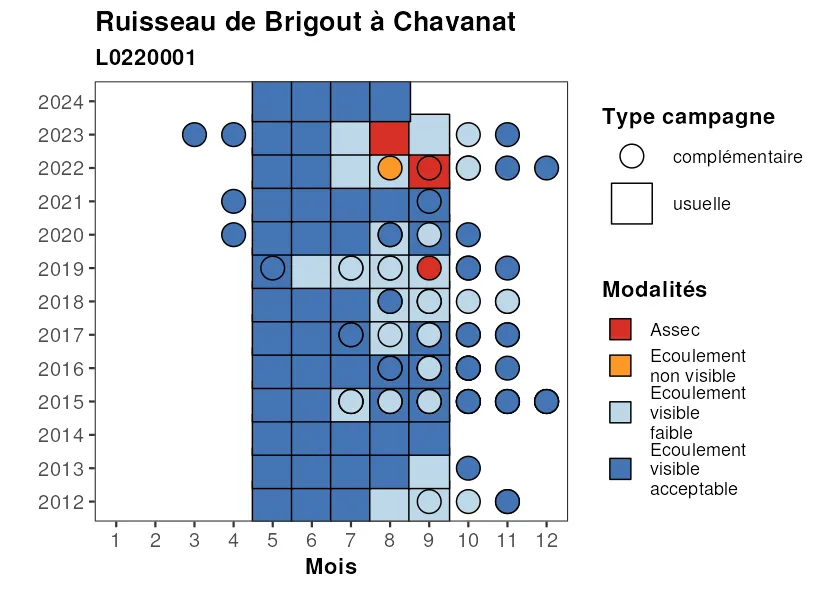 Ruisseau de Brigout à Chavanat
L0220001
2024
2023
2022
2021
2020
2019
2018
2017
2016
2015
2014
2013
2012
1 2 3 4 5 6 7 8 9 10 11 12
Mois
Type campagne
complémentaire
usuelle
Modalités
Assec
Ecoulement
non visible
Ecoulement
visible
faible
Ecoulement
visible
acceptable